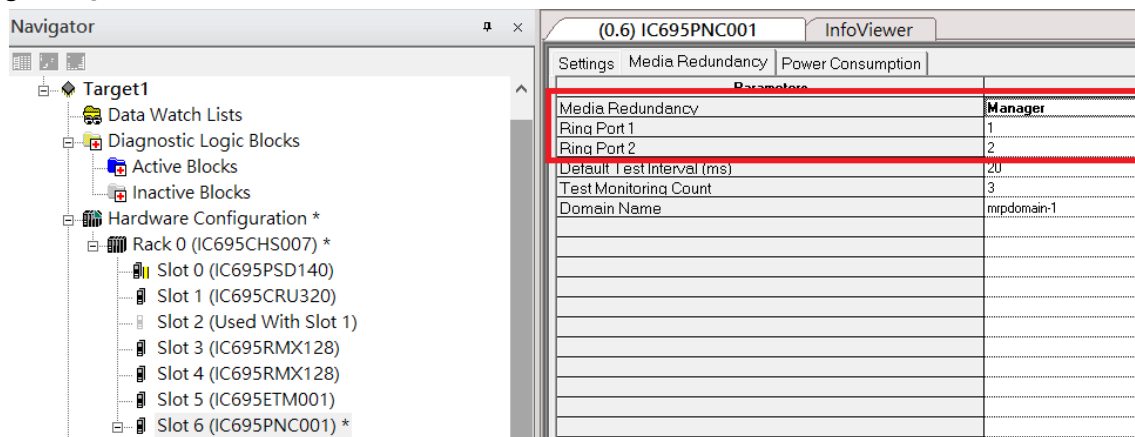 Navigator
(0.6) IC695PNC001
InfoViewer
Settings
Media Redundancy
Power Consumption
Target1
Data Watch Lists
Diagnostic Logic Blocks
Active Blocks
Inactive Blocks
Hardware Configuration *
Rack 0 (IC695CHS007) *
Slot 0 (IC695PSD140)
Slot 1 (IC695CRU320)
Slot 2 (Used With Slot 1)
Slot 3 (IC695RMX128)
Slot 4 (IC695RMX128)
Slot 5 (IC695ETM001)
Slot 6 (IC695PNC001) *
Parameters
Media Redundancy Manager
Ring Port 1 1
Ring Port 2 2
Default Test Interval (ms) 20
Test Monitoring Count 3
Domain Name mrpdomain-1